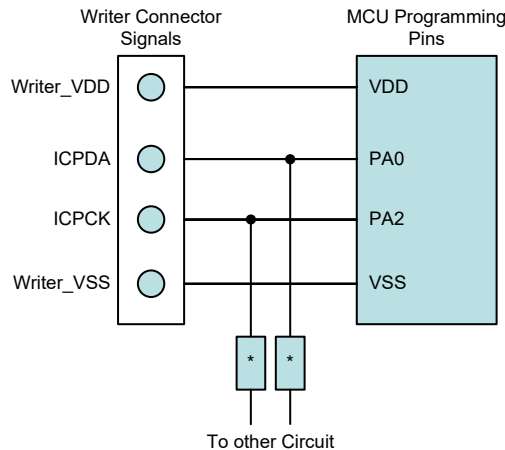 Writer Connector
Signals
MCU Programming
Pins
Writer_VDD
VDD
ICPDA
PA0
ICPCK
PA2
Writer_VSS
VSS
*
*
To other Circuit